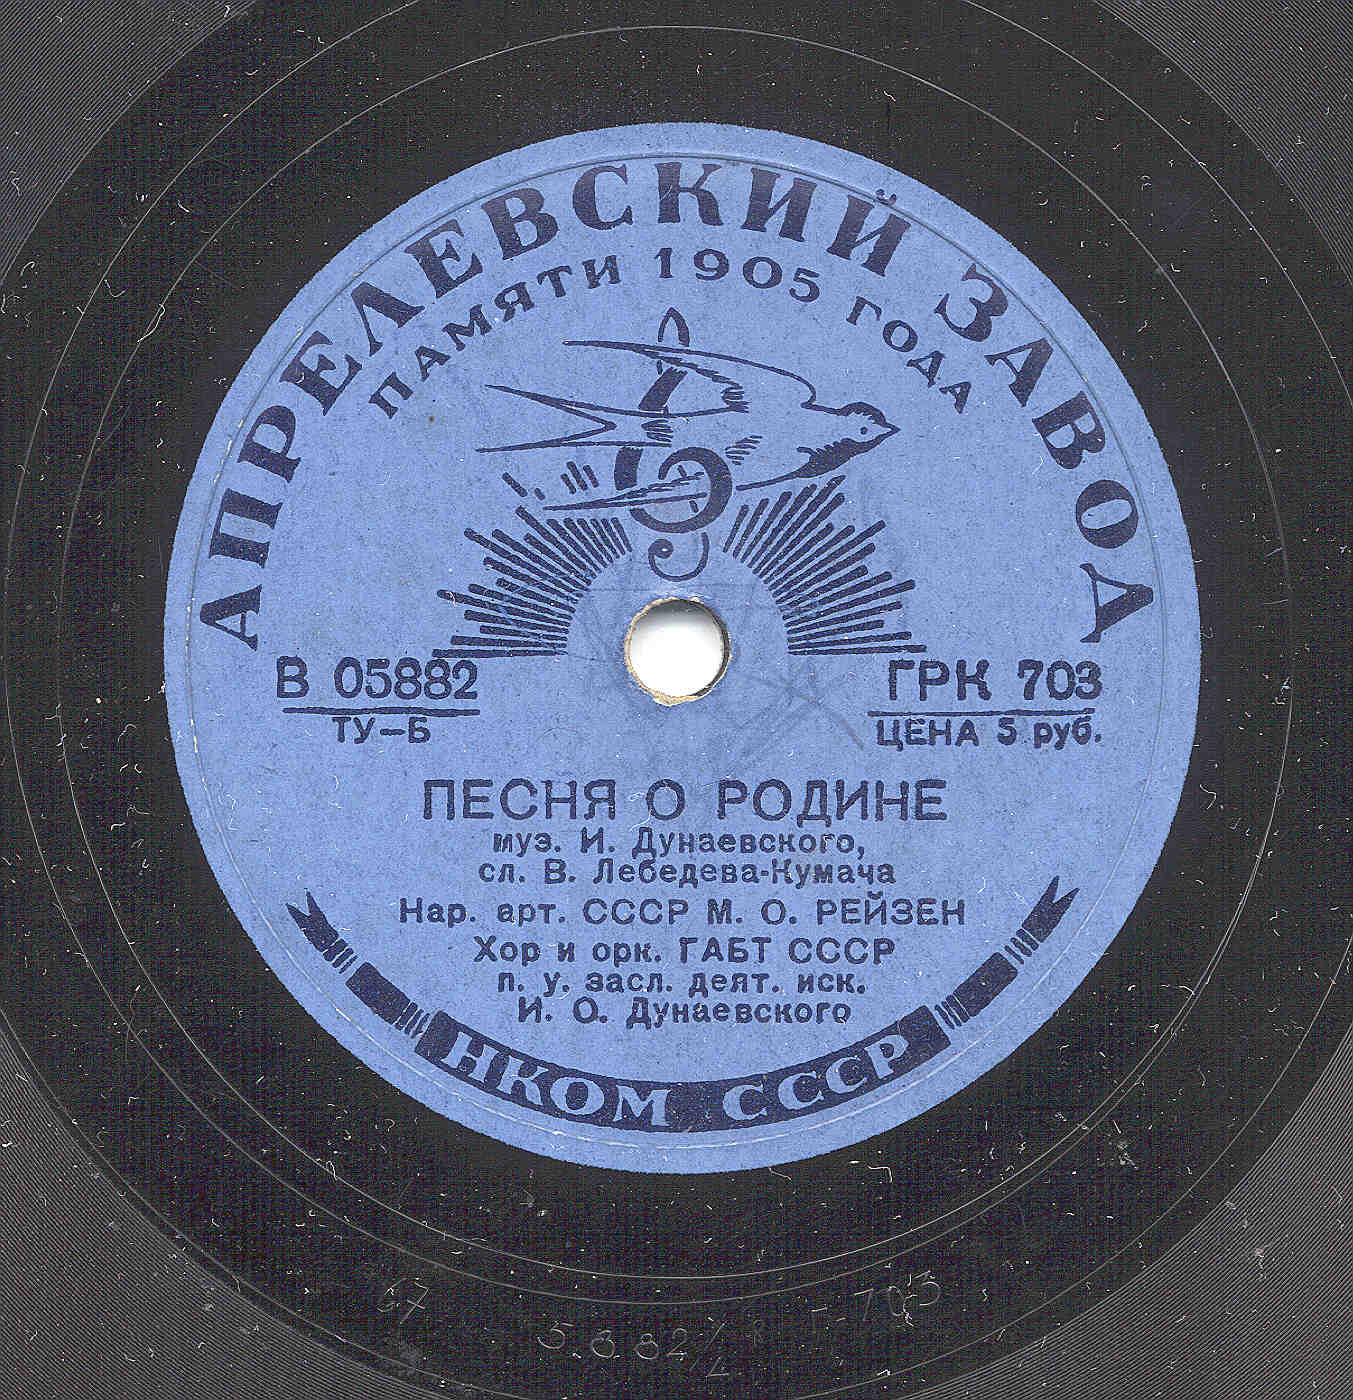 АПРЕЛЕВСКИЙ ЗАВОД
ПАМЯТИ 1905 ГОДА
В 05882
ТУ–Б
ГРК 703
ЦЕНА 5 руб.
ПЕСНЯ О РОДИНЕ
муз. И. Дунаевского,
сл. В. Лебедева-Кумача
Нар. арт. СССР М. О. РЕЙЗЕН
Хор и орк. ГАБТ СССР
п. у. засл. деят. иск.
И. О. Дунаевского
НКОМ СССР